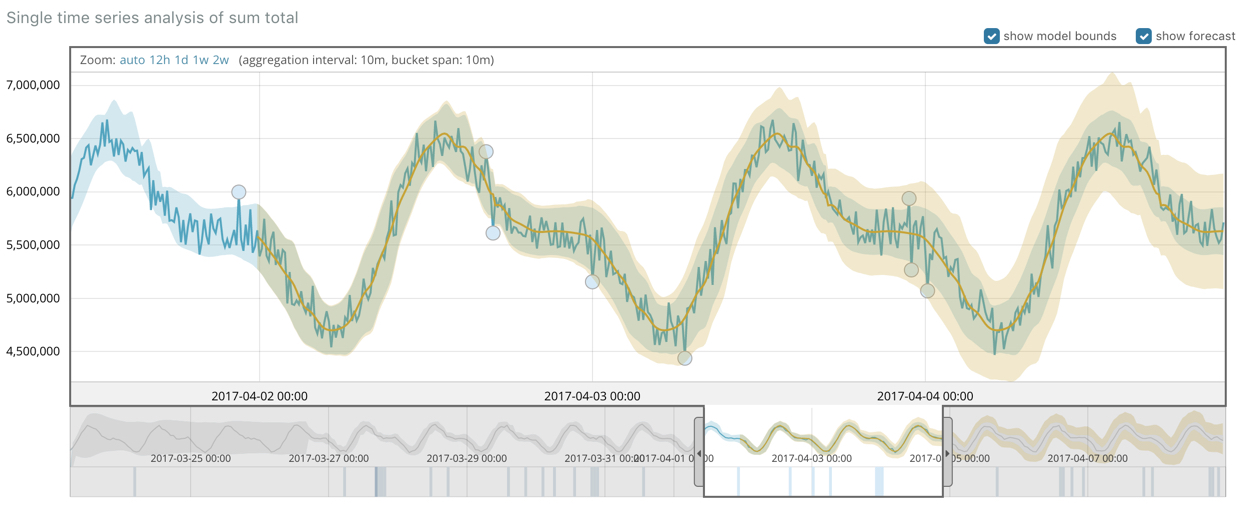 Single time series analysis of sum total
show model bounds show forecast
Zoom: auto 12h 1d 1w 2w (aggregation interval: 10m, bucket span: 10m)
7,000,000
6,500,000
6,000,000
5,500,000
5,000,000
4,500,000
2017-04-02 00:00 2017-04-03 00:00 2017-04-04 00:00
2017-03-25 00:00 2017-03-27 00:00 2017-03-29 00:00 2017-03-31 00:00 2017-04-01 2017-04-03 00:00 2017-04-05 00:00 2017-04-07 00:00